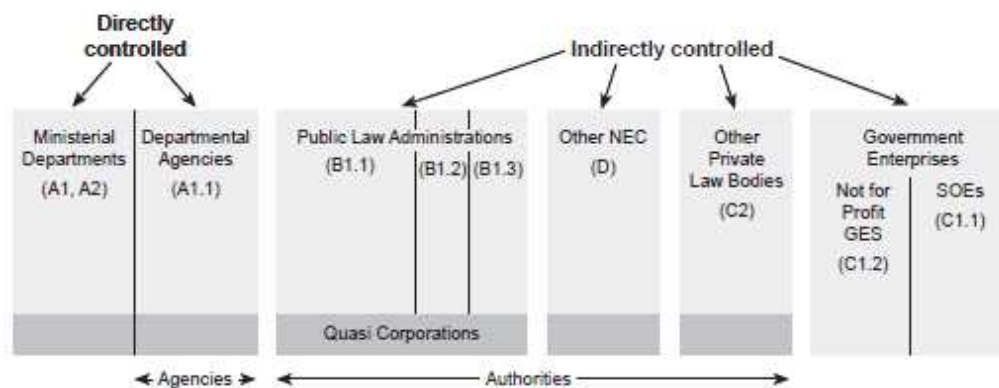 Directly
controlled
Indirectly controlled
Ministerial
Departments
(A1, A2)
Departmental
Agencies
(A1.1)
Public Law Administrations
(B1.1)
(B1.2)
(B1.3)
Other NEC
(D)
Other
Private
Law Bodies
(C2)
Government
Enterprises
Not for
Profit
GES
(C1.2)
SOEs
(C1.1)
Quasi Corporations
Agencies
Authorities